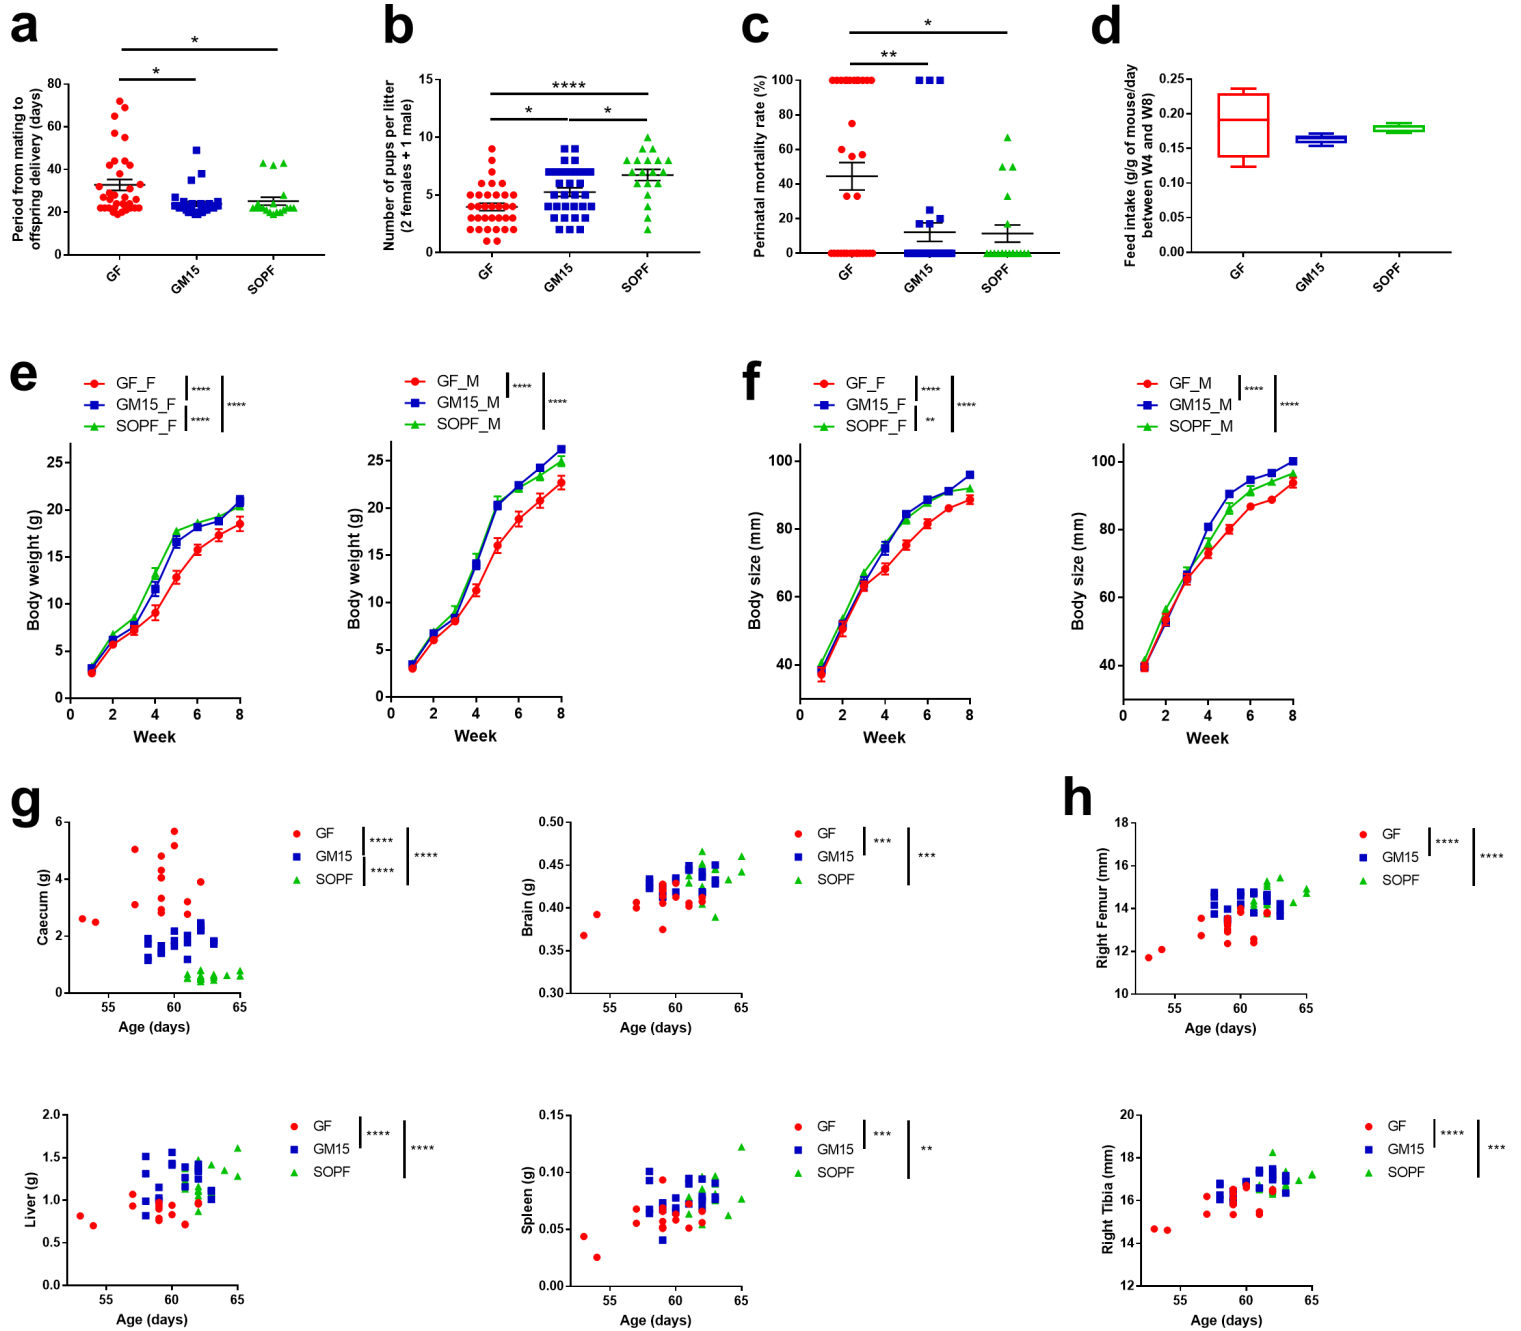 a
*
*
Period from mating to
offspring delivery (days)
80
60
40
20
0
GF
GM15
SOPF
b
****
*
*
Number of pups per litter
(2 females + 1 male)
15
10
5
0
GF
GM15
SOPF
c
*
**
Perinatal mortality rate (%)
100
80
60
40
20
0
GF
GM15
SOPF
d
Feed intake (g/g of mouse/day
between W4 and W8)
0.25
0.20
0.15
0.10
0.05
0.00
GF
GM15
SOPF
e
GF_F
GM15_F
SOPF_F
****
****
****
Body weight (g)
25
20
15
10
5
0
0 2 4 6 8
Week
GF_M
GM15_M
SOPF_M
****
****
Body weight (g)
25
20
15
10
5
0
0 2 4 6 8
Week
f
GF_F
GM15_F
SOPF_F
****
**
****
Body size (mm)
100
80
60
40
0 2 4 6 8
Week
GF_M
GM15_M
SOPF_M
****
****
Body size (mm)
100
80
60
40
0 2 4 6 8
Week
g
Caecum (g)
6
4
2
0
55 60 65
Age (days)
GF
GM15
SOPF
****
****
****
Brain (g)
0.50
0.45
0.40
0.35
0.30
55 60 65
Age (days)
GF
GM15
SOPF
***
***
h
Right Femur (mm)
18
16
14
12
10
55 60 65
Age (days)
GF
GM15
SOPF
****
****
Liver (g)
2.0
1.5
1.0
0.5
0.0
55 60 65
Age (days)
GF
GM15
SOPF
****
****
Spleen (g)
0.15
0.10
0.05
0.00
55 60 65
Age (days)
GF
GM15
SOPF
***
**
Right Tibia (mm)
20
18
16
14
12
55 60 65
Age (days)
GF
GM15
SOPF
****
***